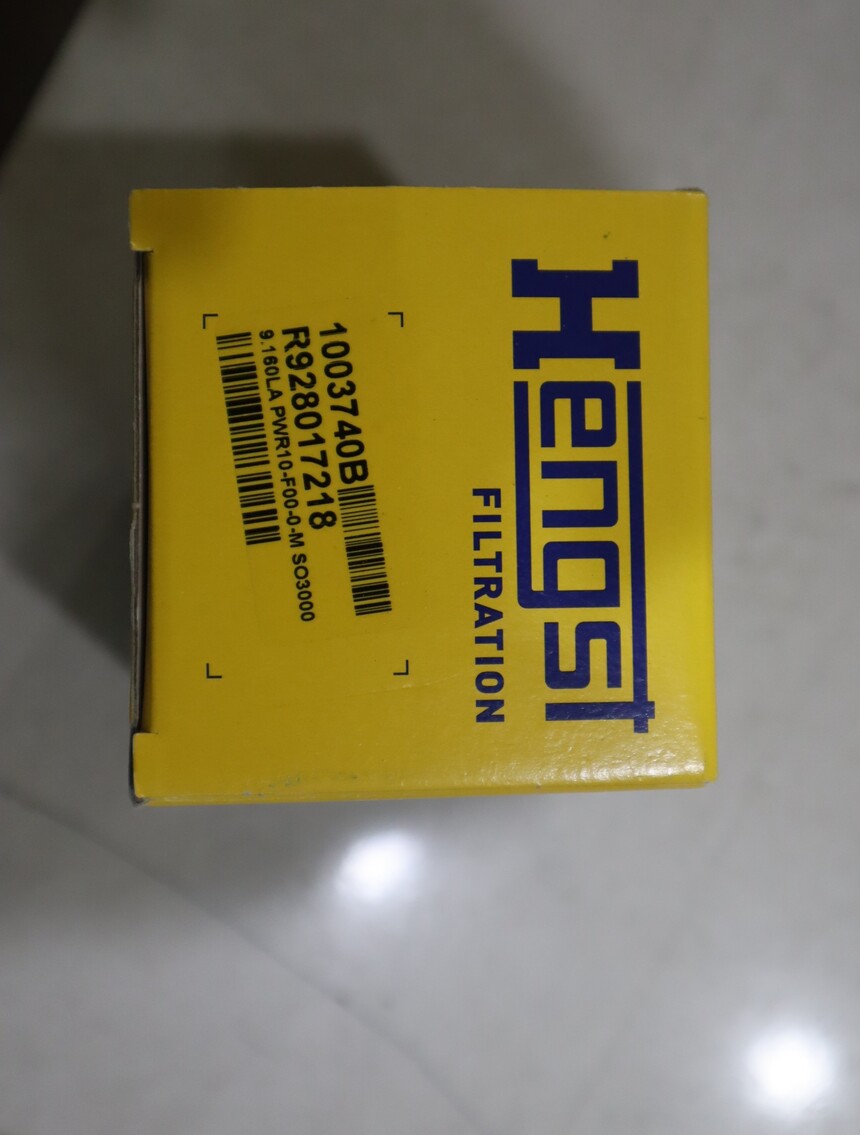 Hengst
FILTRATION
1003740B
R928017218
9.160LA PWR10-F00-0-M SO3000